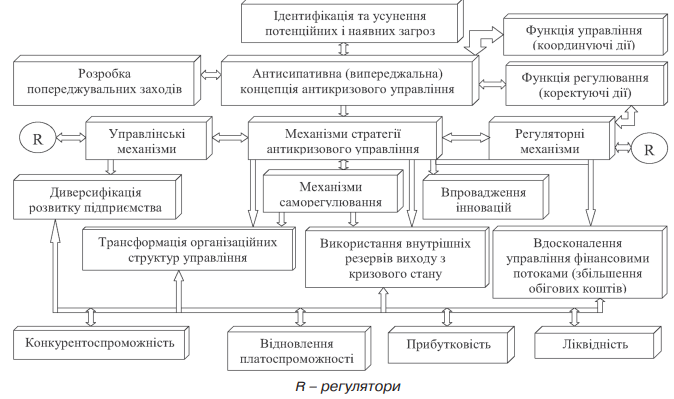 Ідентифікація та усунення
потенційних і наявних загроз
Функція управління
(координуючі дії)
Розробка
попереджувальних заходів
Антисипативна (випереджальна)
концепція антикризового управління
Функція регулювання
(коректуючі дії)
R
Управлінські
механізми
Механізми стратегії
антикризового управління
Регуляторні
механізми
R
Диверсифікація
розвитку підприємства
Механізми
саморегулювання
Впровадження
інновацій
Трансформація організаційних
структур управління
Використання внутрішніх
резервів виходу з
кризового стану
Вдосконалення
управління фінансовими
потоками (збільшення
обігових коштів)
Конкурентоспроможність
Відновлення
платоспроможності
Прибутковість
Ліквідність
R – регулятори